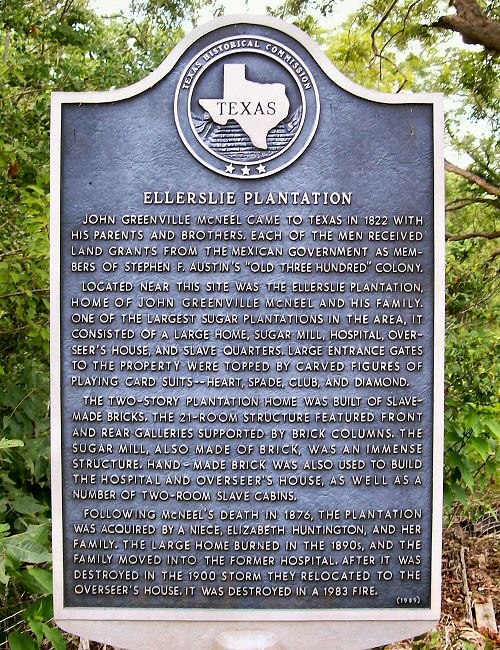 TEXAS HISTORICAL COMMISSION
TEXAS
ELLERSLIE PLANTATION
JOHN GREENVILLE McNEEL CAME TO TEXAS IN 1822 WITH
HIS PARENTS AND BROTHERS. EACH OF THE MEN RECEIVED
LAND GRANTS FROM THE MEXICAN GOVERNMENT AS MEM-
BERS OF STEPHEN F. AUSTIN'S "OLD THREE HUNDRED" COLONY.
LOCATED NEAR THIS SITE WAS THE ELLERSLIE PLANTATION,
HOME OF JOHN GREENVILLE McNEEL AND HIS FAMILY.
ONE OF THE LARGEST SUGAR PLANTATIONS IN THE AREA, IT
CONSISTED OF A LARGE HOME, SUGAR MILL, HOSPITAL, OVER-
SEER'S HOUSE, AND SLAVE QUARTERS. LARGE ENTRANCE GATES
TO THE PROPERTY WERE TOPPED BY CARVED FIGURES OF
PLAYING CARD SUITS--HEART, SPADE, CLUB, AND DIAMOND.
THE TWO-STORY PLANTATION HOME WAS BUILT OF SLAVE-
MADE BRICKS. THE 21-ROOM STRUCTURE FEATURED FRONT
AND REAR GALLERIES SUPPORTED BY BRICK COLUMNS. THE
SUGAR MILL, ALSO MADE OF BRICK, WAS AN IMMENSE
STRUCTURE. HAND-MADE BRICK WAS ALSO USED TO BUILD
THE HOSPITAL AND OVERSEER'S HOUSE, AS WELL AS A
NUMBER OF TWO-ROOM SLAVE CABINS.
FOLLOWING McNEEL'S DEATH IN 1876, THE PLANTATION
WAS ACQUIRED BY A NIECE, ELIZABETH HUNTINGTON, AND HER
FAMILY. THE LARGE HOME BURNED IN THE 1890s, AND THE
FAMILY MOVED INTO THE FORMER HOSPITAL. AFTER IT WAS
DESTROYED IN THE 1900 STORM THEY RELOCATED TO THE
OVERSEER'S HOUSE. IT WAS DESTROYED IN A 1983 FIRE.
(1989)